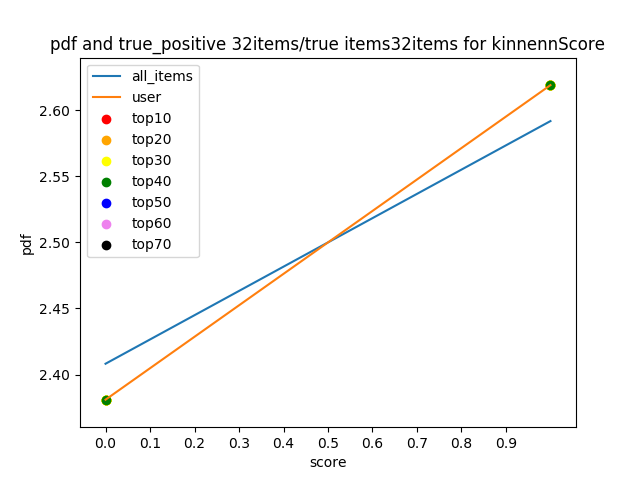 pdf and true_positive 32items/true items32items for kinnennScore
all_items
user
top10
top20
top30
top40
top50
top60
top70
2.60
2.55
2.50
2.45
2.40
pdf
0.0 0.1 0.2 0.3 0.4 0.5 0.6 0.7 0.8 0.9
score